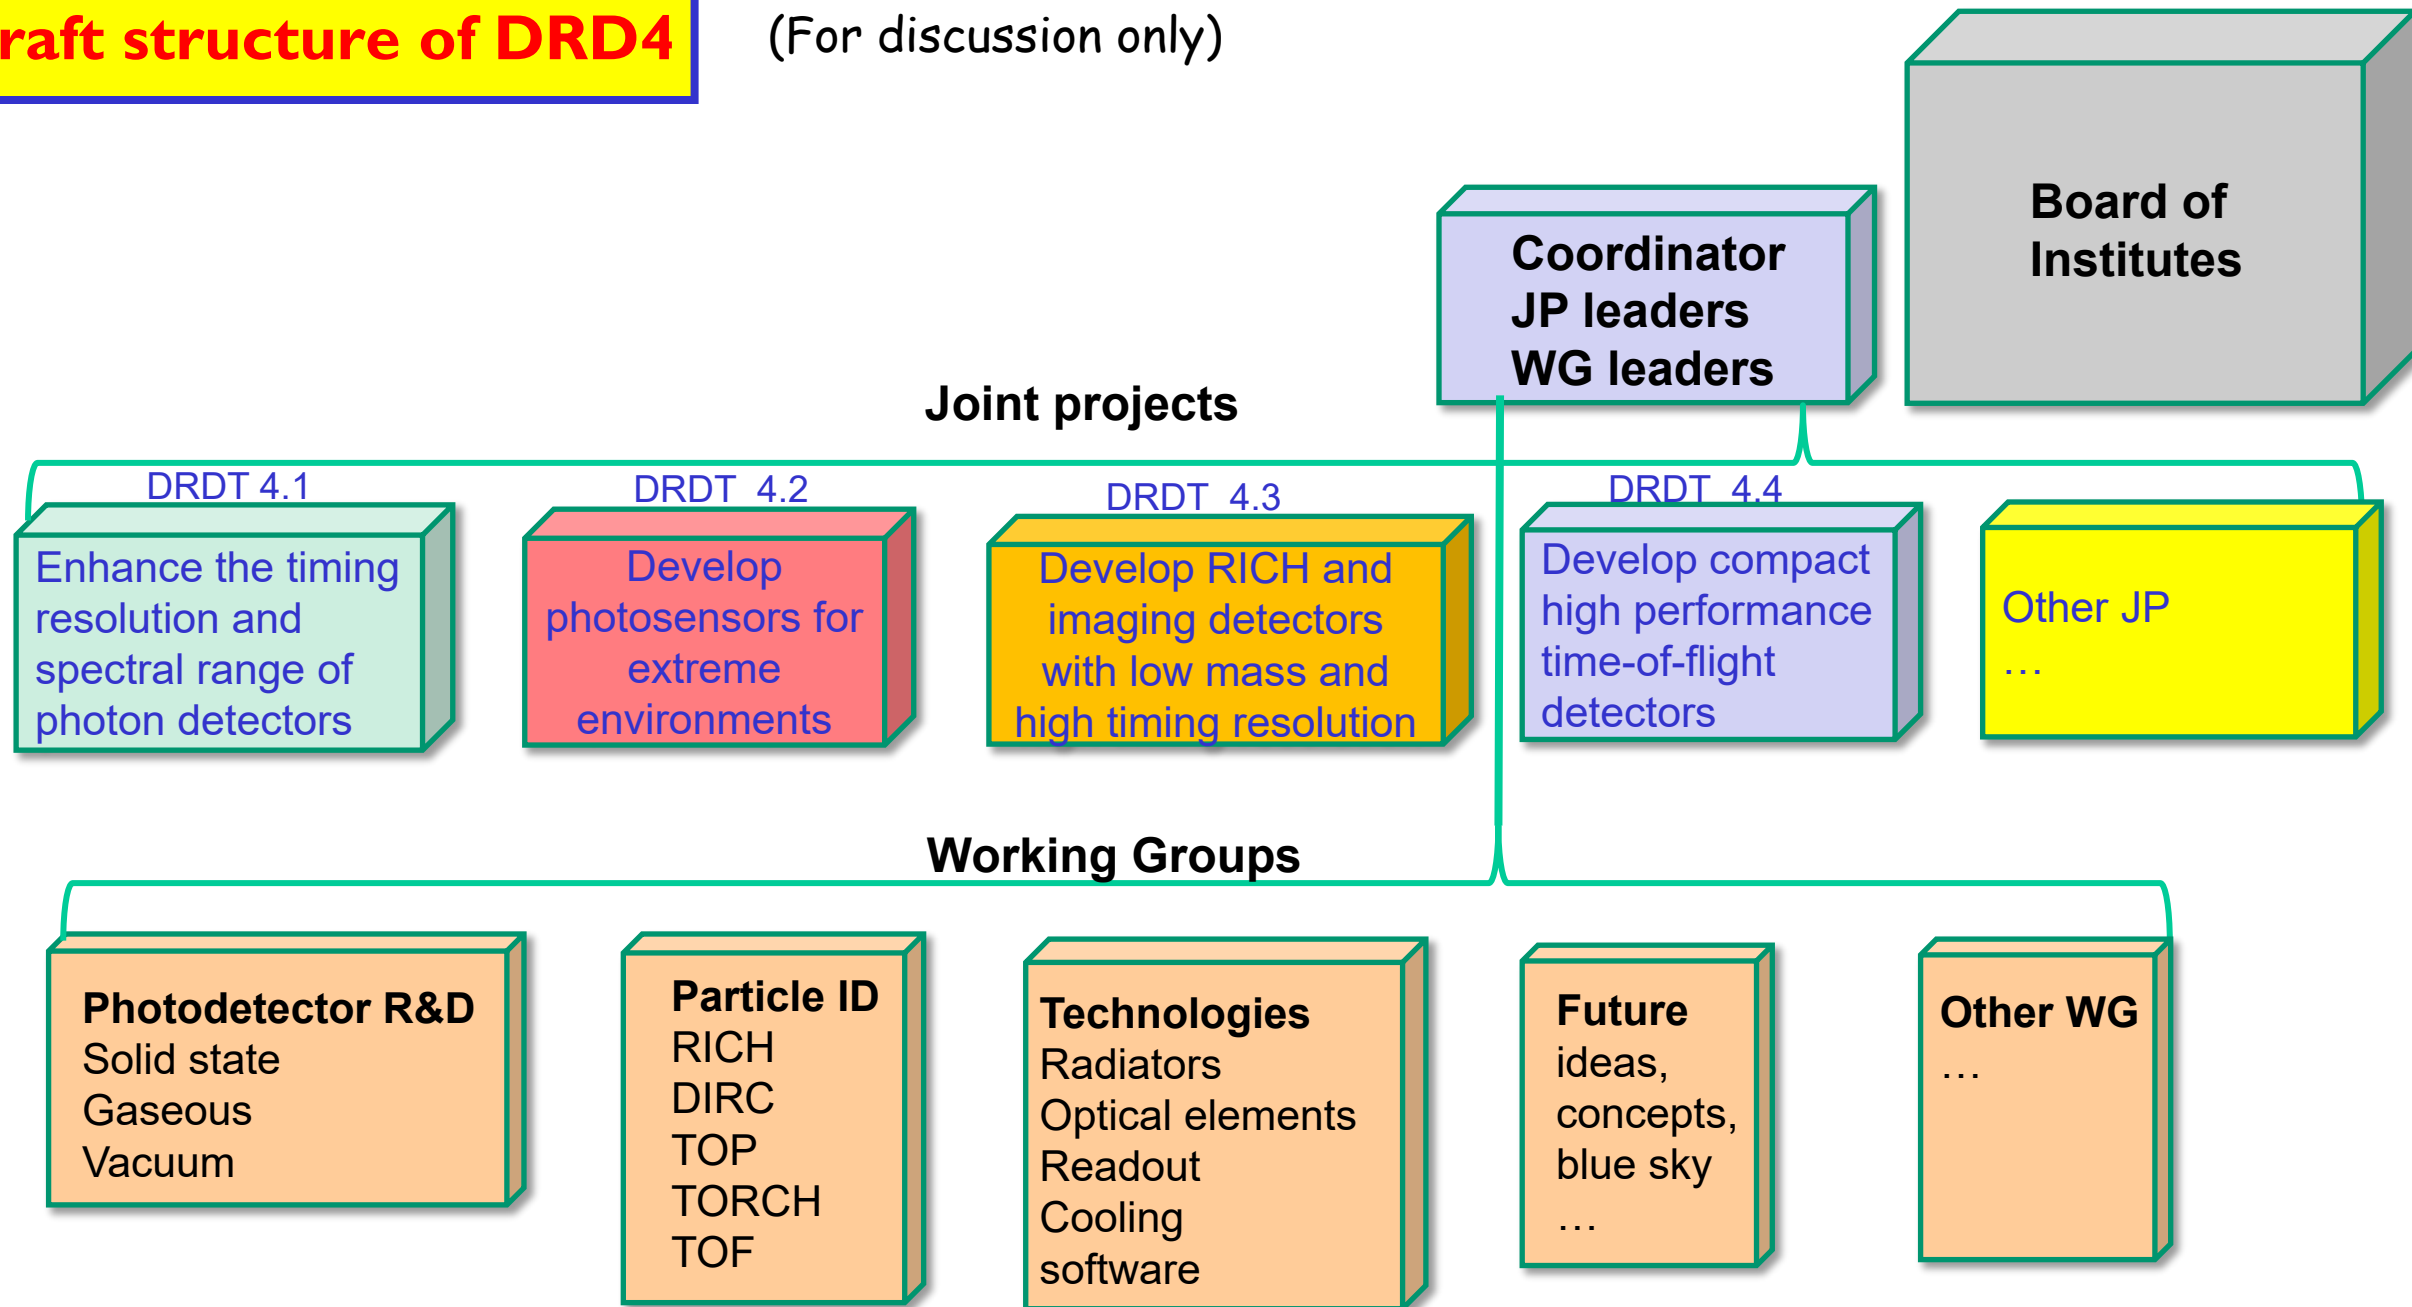 raft structure of DRD4
(For discussion only)
Board of
Institutes
Coordinator
JP leaders
WG leaders
Joint projects
DRDT 4.1
Enhance the timing
resolution and
spectral range of
photon detectors
DRDT 4.2
Develop
photosensors for
extreme
environments
DRDT 4.3
Develop RICH and
imaging detectors
with low mass and
high timing resolution
DRDT 4.4
Develop compact
high performance
time-of-flight
detectors
Other JP
…
Working Groups
Photodetector R&D
Solid state
Gaseous
Vacuum
Particle ID
RICH
DIRC
TOP
TORCH
TOF
Technologies
Radiators
Optical elements
Readout
Cooling
software
Future
ideas,
concepts,
blue sky
…
Other WG
…